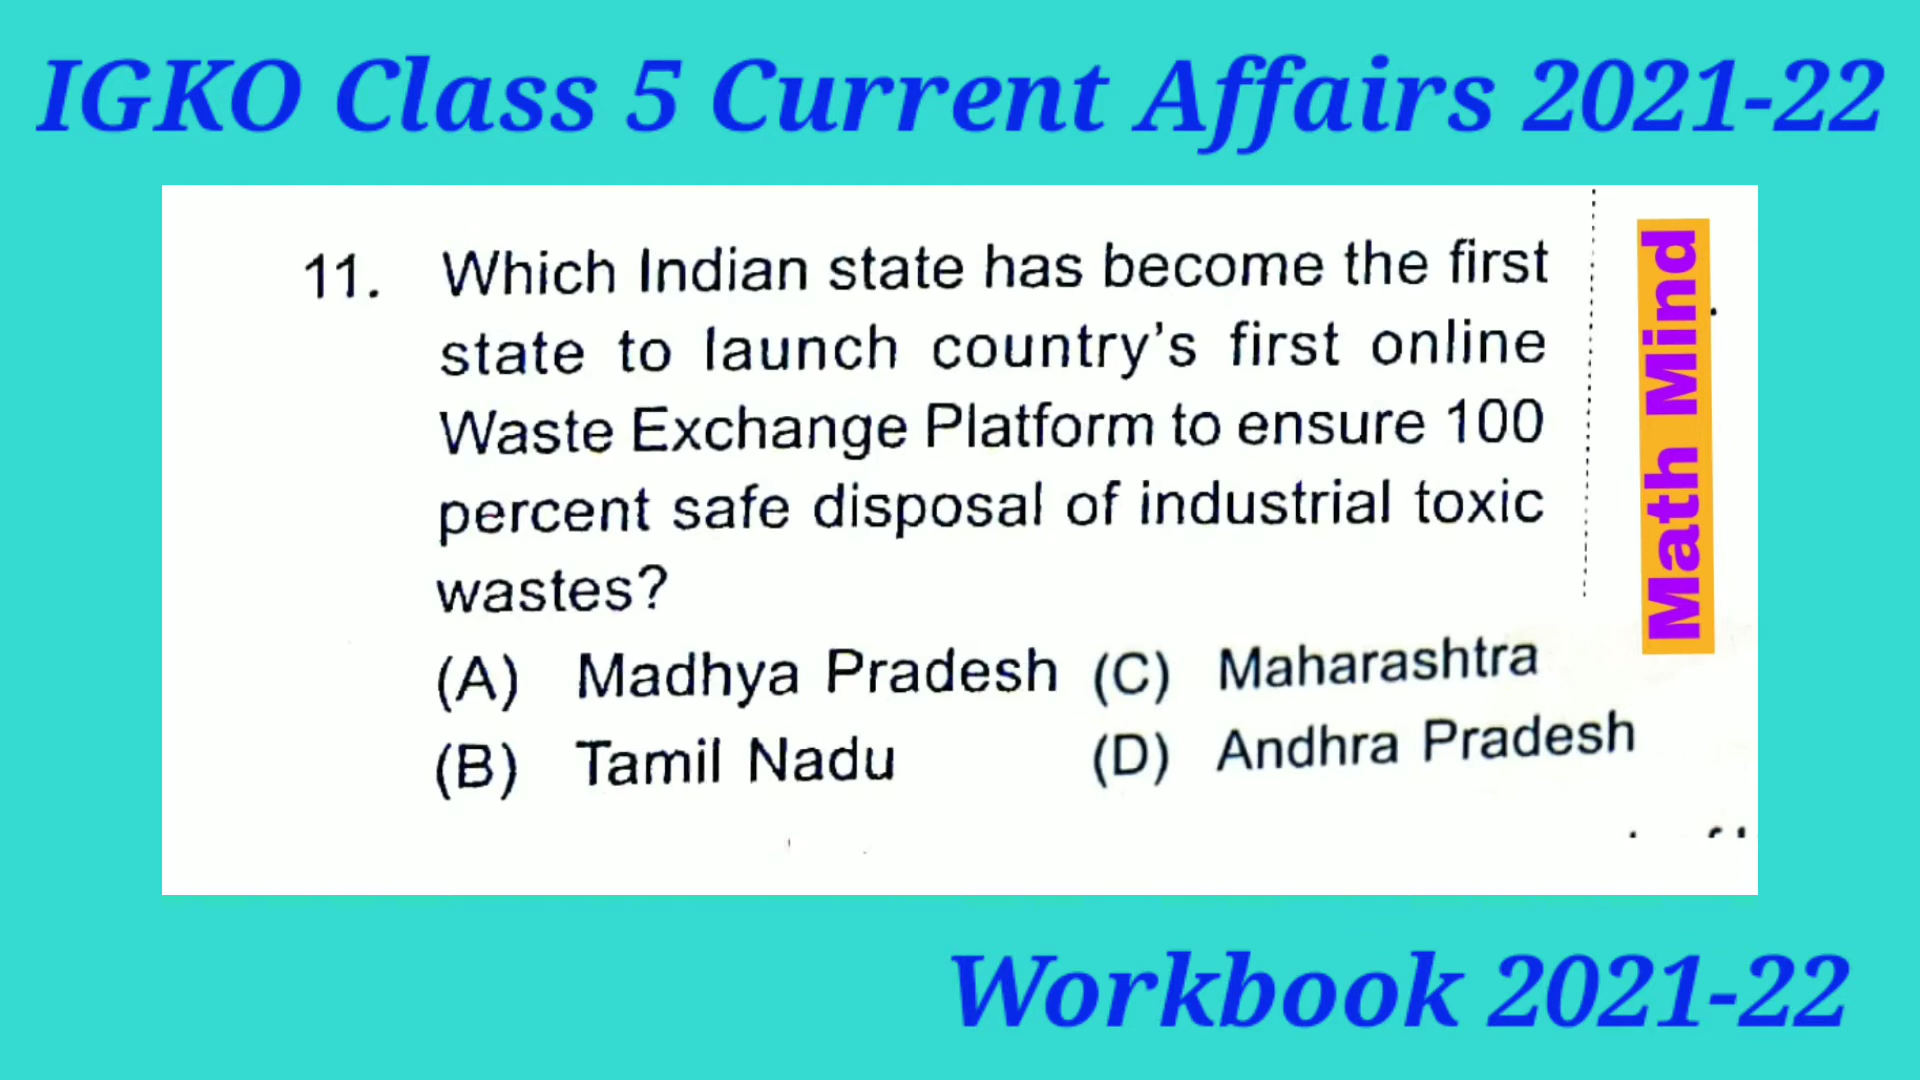 IGKO Class 5 Current Affairs 2021-22
11. Which Indian state has become the first
state to launch country's first online
Waste Exchange Platform to ensure 100
percent safe disposal of industrial toxic
wastes?
(A) Madhya Pradesh (C) Maharashtra
(B) Tamil Nadu (D) Andhra Pradesh
Math Mind
Workbook 2021-22